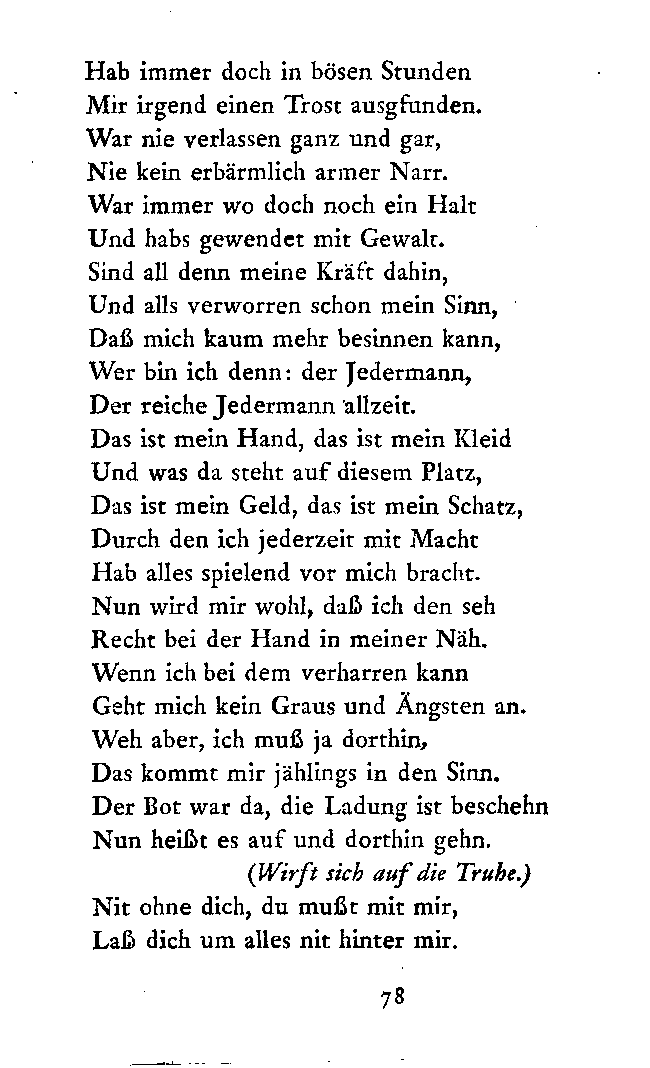 Hab immer doch in bösen Stunden
Mir irgend einen Trost ausgfunden.
War nie verlassen ganz und gar,
Nie kein erbärmlich armer Narr.
War immer wo doch noch ein Halt
Und habs gewendet mit Gewalt.
Sind all denn meine Kräft dahin,
Und alls verworren schon mein Sinn,
Daß mich kaum mehr besinnen kann,
Wer bin ich denn: der Jedermann,
Der reiche Jedermann allzeit.
Das ist mein Hand, das ist mein Kleid
Und was da steht auf diesem Platz,
Das ist mein Geld, das ist mein Schatz,
Durch den ich jederzeit mit Macht
Hab alles spielend vor mich bracht.
Nun wird mir wohl, daß ich den seh
Recht bei der Hand in meiner Näh.
Wenn ich bei dem verharren kann
Geht mich kein Graus und Ängsten an.
Weh aber, ich muß ja dorthin,
Das kommt mir jählings in den Sinn.
Der Bot war da, die Ladung ist beschehn
Nun heißt es auf und dorthin gehn.
(Wirft sich auf die Truhe.)
Nit ohne dich, du mußt mit mir,
Laß dich um alles nit hinter mir.
78